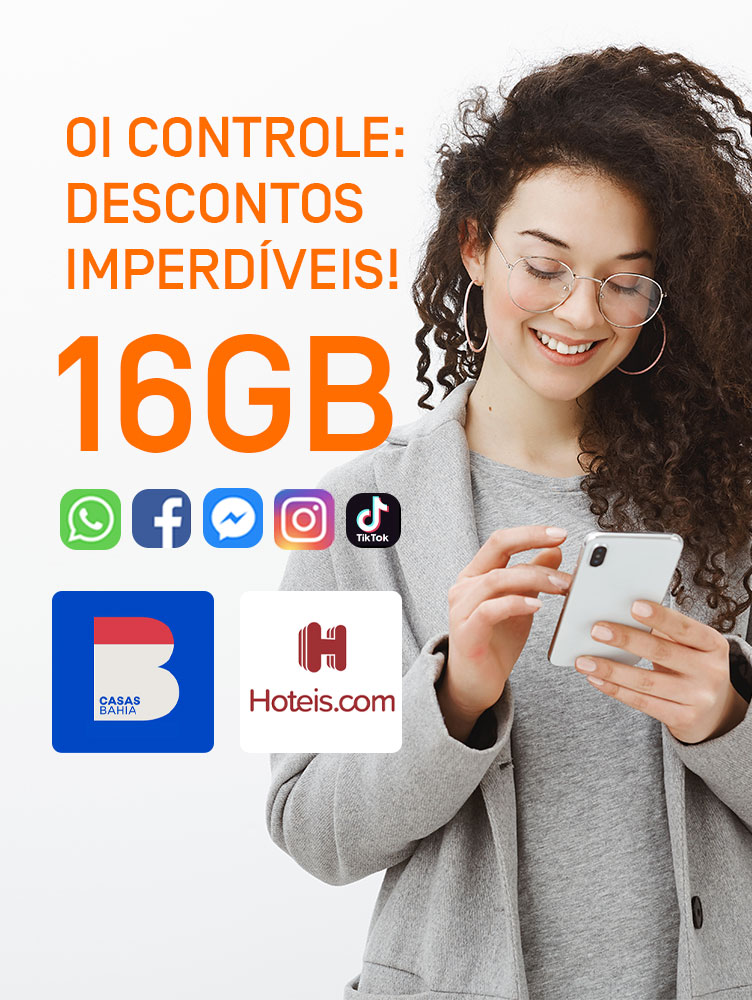 OI CONTROLE:
DESCONTOS
IMPERDÍVEIS!
16GB
TikTok
CASAS
BAHIA
Hoteis.com